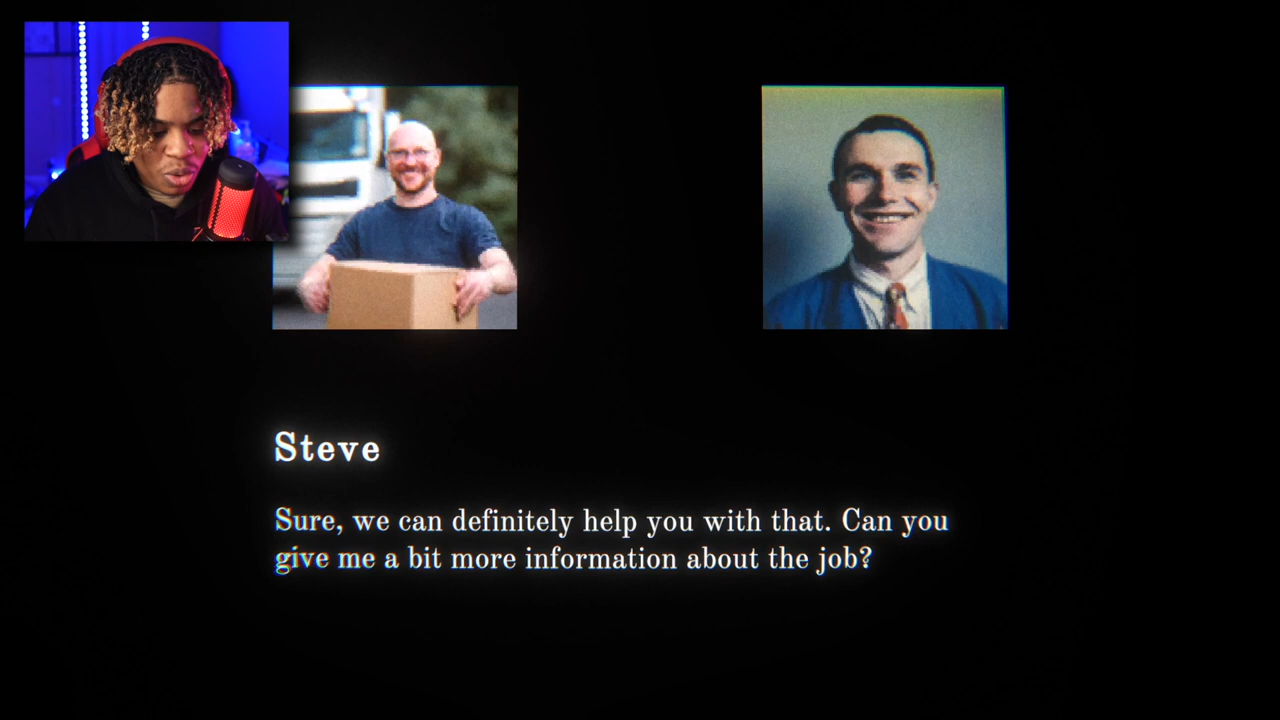 Steve
Sure, we can definitely help you with that. Can you
give me a bit more information about the job?